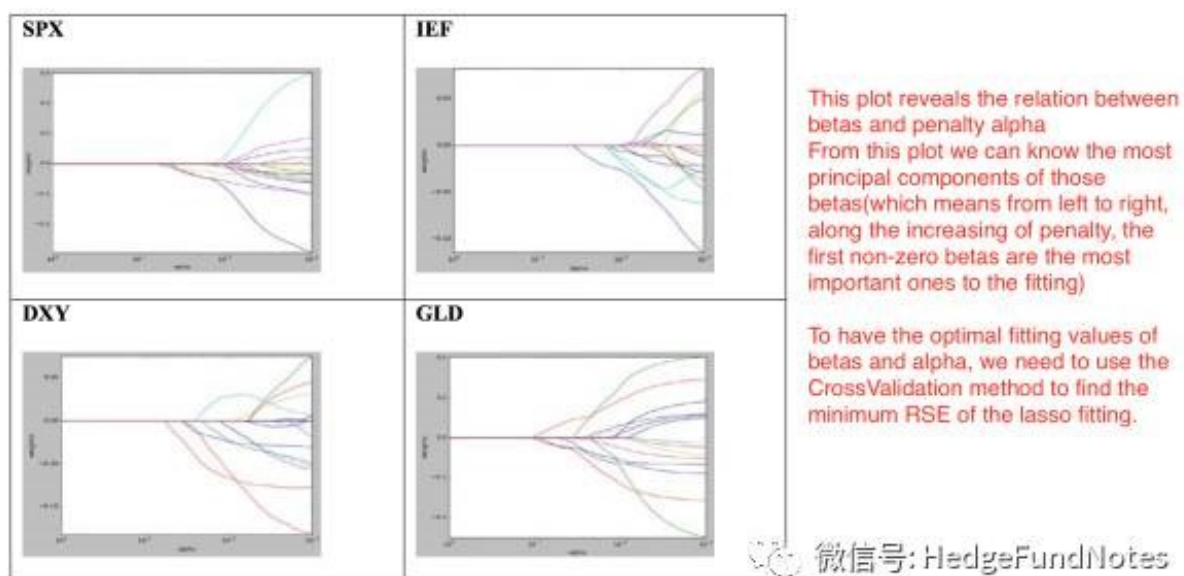 SPX
IEF
DXY
GLD
This plot reveals the relation between
betas and penalty alpha
From this plot we can know the most
principal components of those
betas(which means from left to right,
along the increasing of penalty, the
first non-zero betas are the most
important ones to the fitting)
To have the optimal fitting values of
betas and alpha, we need to use the
CrossValidation method to find the
minimum RSE of the lasso fitting.
微信号: HedgeFundNotes